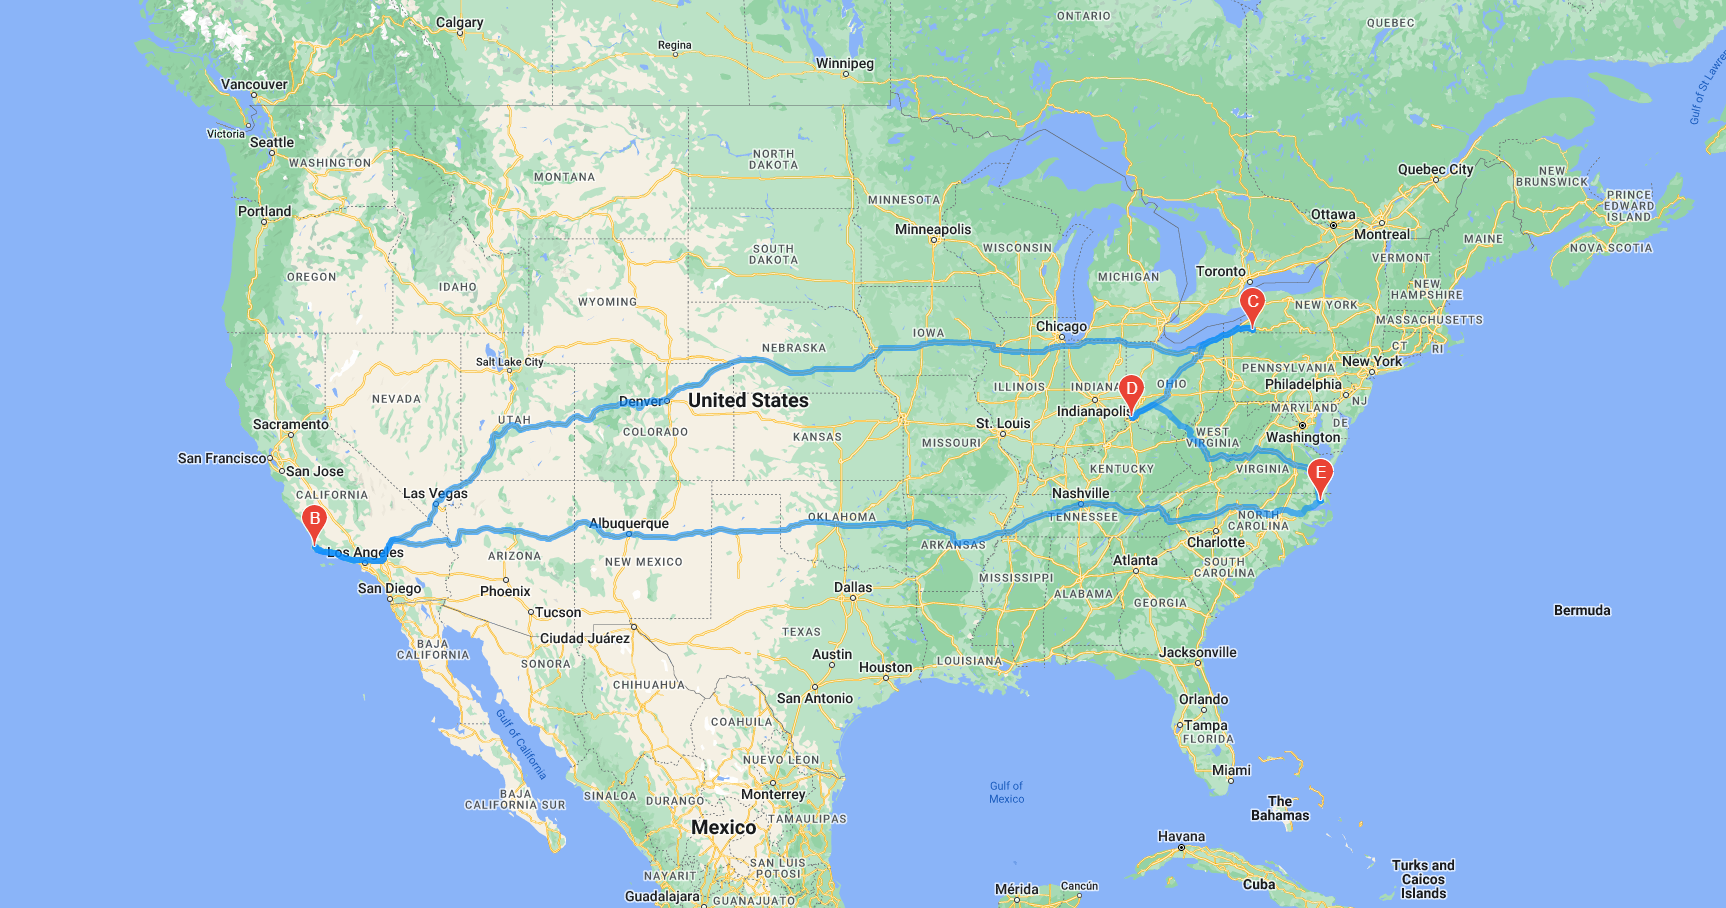 ONTARIO
QUEBEC
Calgary
Regina
Winnipeg
Vancouver
Gulf of St Lawre
Victoria
Seattle
WASHINGTON
NORTH
DAKOTA
MONTANA
Quebec City
NEW
BRUNSWICK
PRINCE
EDWARD
ISLAND
MINNESOTA
Portland
Ottawa
Montreal
Minneapolis
MAINE
NOVA SCOTIA
WISCONSIN
SOUTH
DAKOTA
VERMONT
OREGON
IDAHO
MICHIGAN
Toronto
NEW
HAMPSHIRE
WYOMING
C
NEW YORK
MASSACHUSETTS
Chicago
IOWA
NEBRASKA
CT
RI
Salt Lake City
New York
PENNSYLVANIA
Philadelphia
NEVADA
Denver
United States
ILLINOIS
INDIANA
D
OHIO
NJ
Indianapolis
MARYLAND
UTAH
Sacramento
COLORADO
KANSAS
MISSOURI
St. Louis
WEST
VIRGINIA
DE
Washington
San Francisco
San Jose
KENTUCKY
VIRGINIA
E
CALIFORNIA
Las Vegas
Nashville
B
Albuquerque
OKLAHOMA
TENNESSEE
NORTH
CAROLINA
Los Angeles
ARIZONA
NEW MEXICO
ARKANSAS
Charlotte
Atlanta
SOUTH
CAROLINA
San Diego
Phoenix
Dallas
MISSISSIPPI
ALABAMA
GEORGIA
Tucson
Bermuda
Ciudad Juárez
TEXAS
BAJA
CALIFORNIA
SONORA
Austin
Houston
LOUISIANA
Jacksonville
CHIHUAHUA
San Antonio
Orlando
Gulf of California
COAHUILA
Tampa
FLORIDA
NUEVO LEON
Miami
BAJA
CALIFORNIA SUR
SINALOA
DURANGO
Monterrey
Gulf of
Mexico
The
Bahamas
Mexico
TAMAULIPAS
Havana
NAYARIT
SAN LUIS
POTOSI
Turks and
Caicos
Islands
Guadalajara
GUANAJUATO
Mérida
Cancún
Cuba